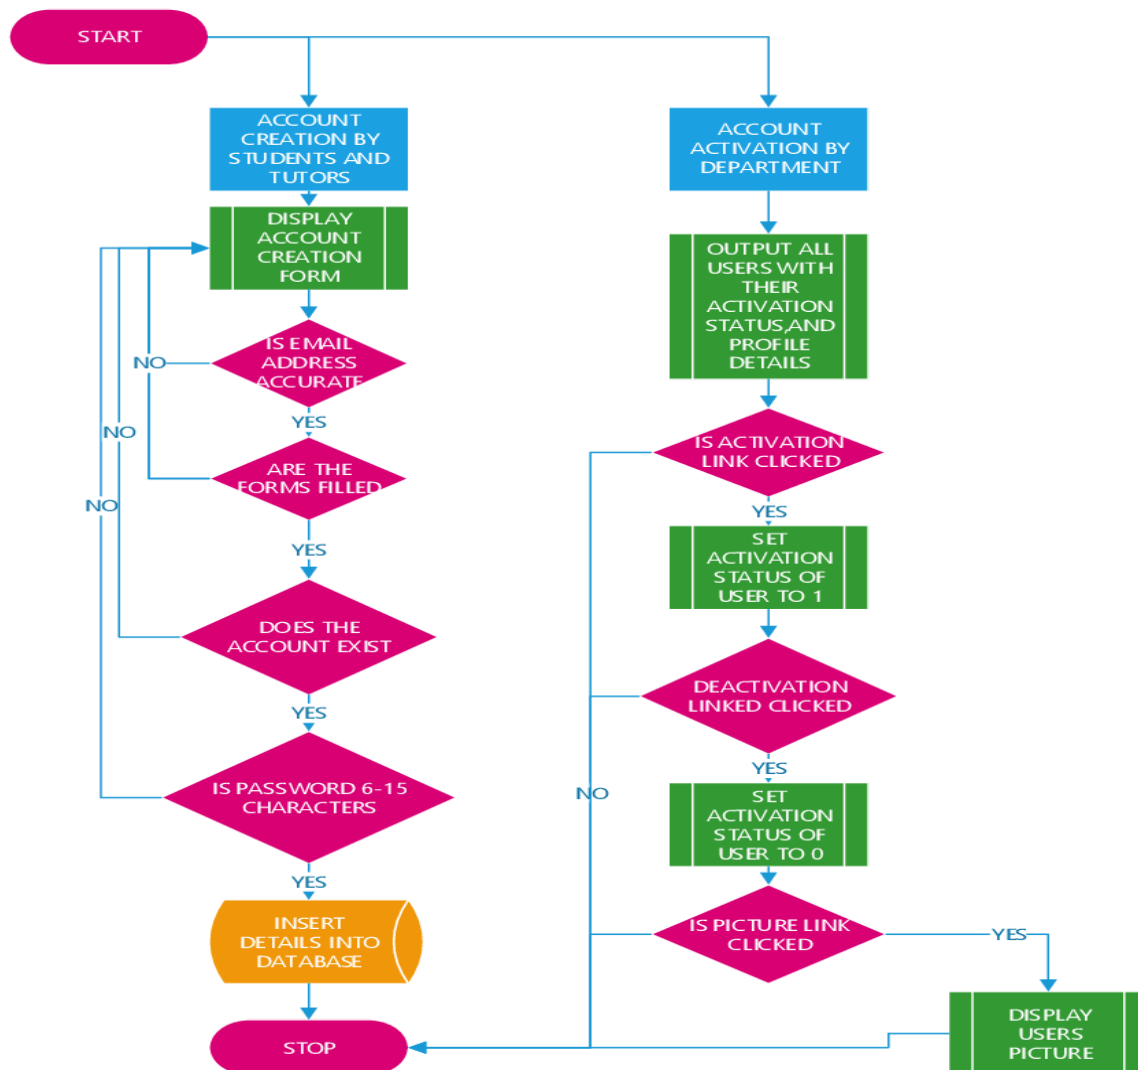 START
ACCOUNT
CREATION BY
STUDENTS AND
TUTORS
DISPLAY
ACCOUNT
CREATION
FORM
IS EMAIL
ADDRESS
ACCURATE
NO
YES
ARE THE
FORMS FILLED
NO
NO
YES
DOES THE
ACCOUNT EXIST
YES
IS PASSWORD 6-15
CHARACTERS
YES
INSERT
DETAILS INTO
DATABASE
STOP
ACCOUNT
ACTIVATION BY
DEPARTMENT
OUTPUT ALL
USERS WITH
THEIR
ACTIVATION
STATUS,AND
PROFILE
DETAILS
IS ACTIVATION
LINK CLICKED
YES
SET
ACTIVATION
STATUS OF
USER TO 1
DEACTIVATION
LINKED CLICKED
YES
NO
SET
ACTIVATION
STATUS OF
USER TO 0
IS PICTURE LINK
CLICKED
YES
DISPLAY
USERS
PICTURE